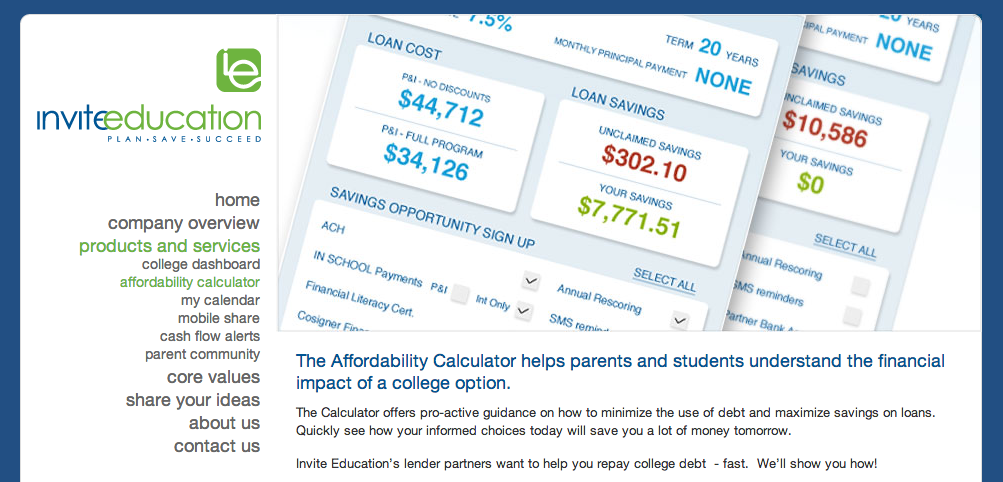 ie
inviteeducation
PLAN • SAVE • SUCCEED
home
company overview
products and services
college dashboard
affordability calculator
my calendar
mobile share
cash flow alerts
parent community
core values
share your ideas
about us
contact us
7.5%
TERM 20 YEARS
MONTHLY PRINCIPAL PAYMENT NONE
LOAN COST
P&I - NO DISCOUNTS
$44,712
P&I - FULL PROGRAM
$34,126
LOAN SAVINGS
UNCLAIMED SAVINGS
$302.10
YOUR SAVINGS
$7,771.51
SAVINGS OPPORTUNITY SIGN UP
SELECT ALL
ACH
IN SCHOOL Payments P&I Int Only
Annual Rescoring
Financial Literacy Cert.
SMS
Cosigner
20 YEARS
PAYMENT NONE
SAVINGS
UNCLAIMED SAVINGS
$10,586
YOUR SAVINGS
$0
SELECT ALL
Annual Rescoring
SMS reminders
Partner Bank
The Affordability Calculator helps parents and students understand the financial
impact of a college option.
The Calculator offers pro-active guidance on how to minimize the use of debt and maximize savings on loans.
Quickly see how your informed choices today will save you a lot of money tomorrow.
Invite Education's lender partners want to help you repay college debt - fast. We'll show you how!